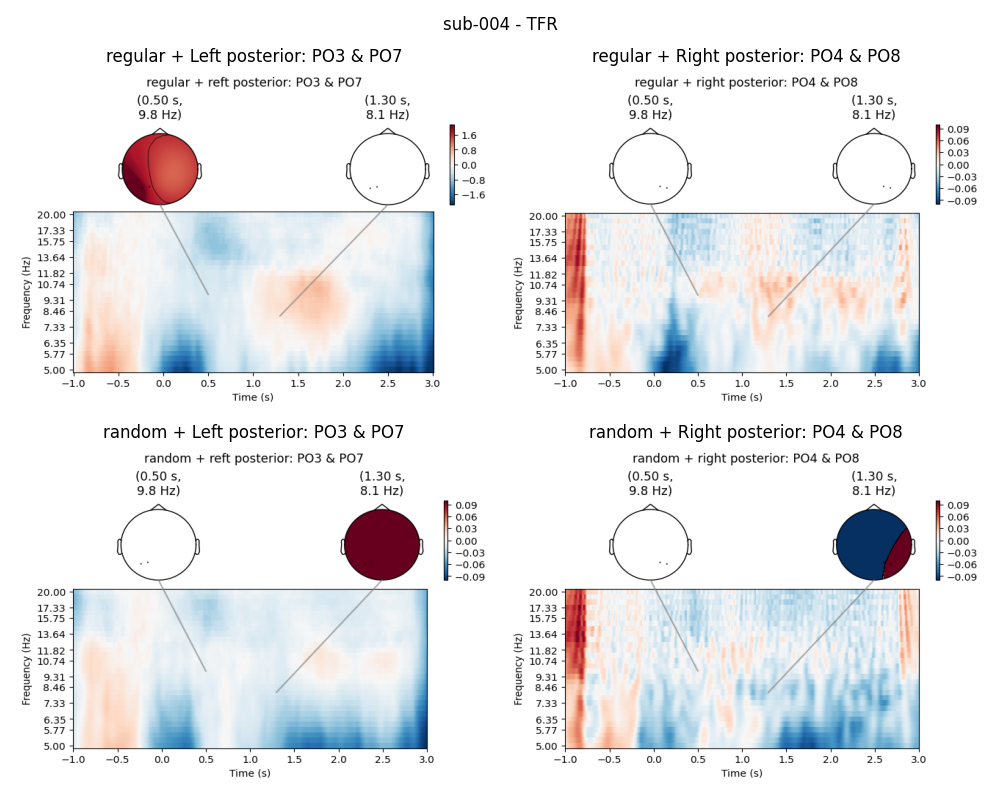 sub-004 - TFR
regular + Left posterior: PO3 & PO7
regular + reft posterior: PO3 & PO7
(0.50 s,
9.8 Hz)
(1.30 s,
8.1 Hz)
1.6
0.8
0.0
−0.8
−1.6
20.00
17.33
15.75
13.64
11.82
10.74
9.31
8.46
7.33
6.35
5.77
5.00
Frequency (Hz)
−1.0 −0.5 0.0 0.5 1.0 1.5 2.0 2.5 3.0
Time (s)
regular + Right posterior: PO4 & PO8
regular + right posterior: PO4 & PO8
(0.50 s,
9.8 Hz)
(1.30 s,
8.1 Hz)
0.09
0.06
0.03
0.00
−0.03
−0.06
−0.09
20.00
17.33
15.75
13.64
11.82
10.74
9.31
8.46
7.33
6.35
5.77
5.00
Frequency (Hz)
−1.0 −0.5 0.0 0.5 1.0 1.5 2.0 2.5 3.0
Time (s)
random + Left posterior: PO3 & PO7
random + reft posterior: PO3 & PO7
(0.50 s,
9.8 Hz)
(1.30 s,
8.1 Hz)
0.09
0.06
0.03
0.00
−0.03
−0.06
−0.09
20.00
17.33
15.75
13.64
11.82
10.74
9.31
8.46
7.33
6.35
5.77
5.00
Frequency (Hz)
−1.0 −0.5 0.0 0.5 1.0 1.5 2.0 2.5 3.0
Time (s)
random + Right posterior: PO4 & PO8
random + right posterior: PO4 & PO8
(0.50 s,
9.8 Hz)
(1.30 s,
8.1 Hz)
0.09
0.06
0.03
0.00
−0.03
−0.06
−0.09
20.00
17.33
15.75
13.64
11.82
10.74
9.31
8.46
7.33
6.35
5.77
5.00
Frequency (Hz)
−1.0 −0.5 0.0 0.5 1.0 1.5 2.0 2.5 3.0
Time (s)